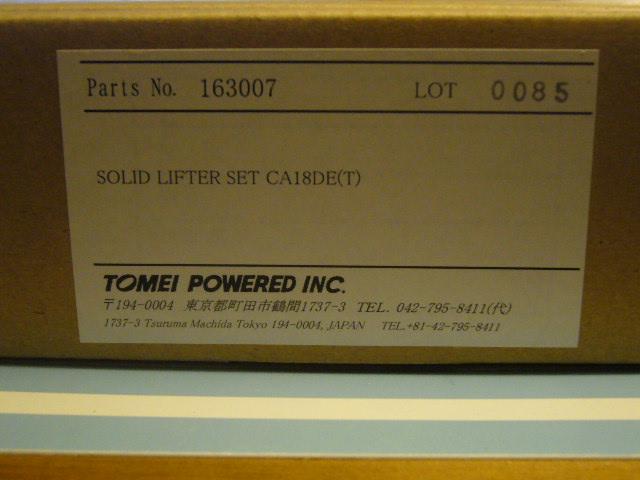 Parts No. 163007 LOT 0085
SOLID LIFTER SET CA18DE(T)
TOMEI POWERED INC.
〒194-0004 東京都町田市鶴間1737-3 TEL. 042-795-8411(代)
1737-3 Tsuruma Machida Tokyo 194-0004, JAPAN TEL.+81-42-795-8411